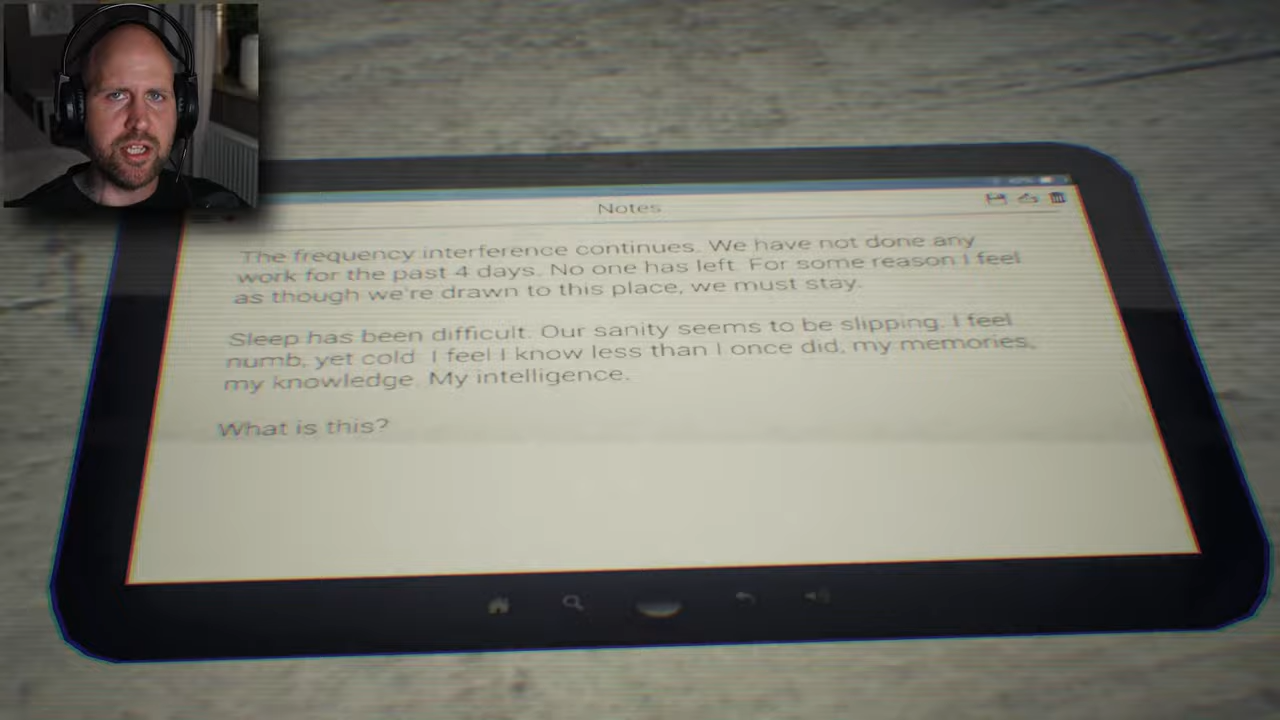 Notes
The frequency interference continues. We have not done any
work for the past 4 days. No one has left. For some reason I feel
as though we're drawn to this place, we must stay.
Sleep has been difficult. Our sanity seems to be slipping. I feel
numb, yet cold. I feel I know less than I once did, my memories,
my knowledge. My intelligence.
What is this?